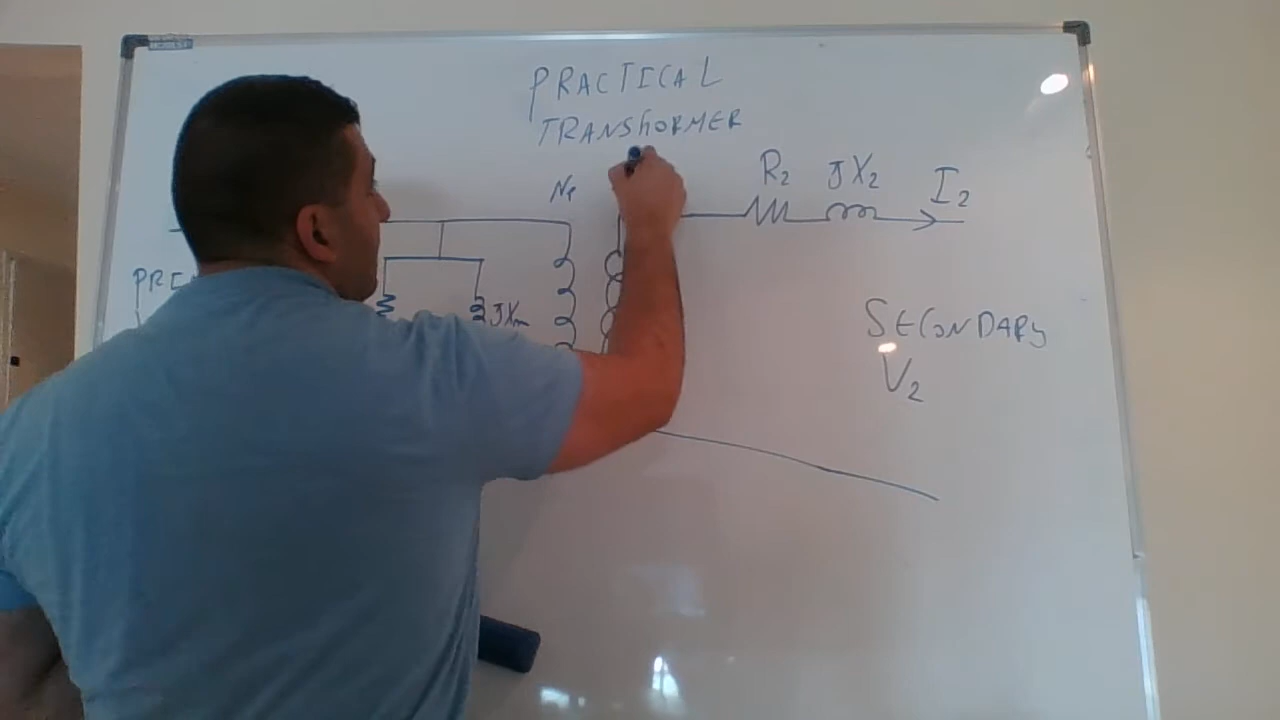 PRACTICAL
TRANSFORMER
N₁
R₂
JX₂
I₂
JXm
SECONDARY
V₂